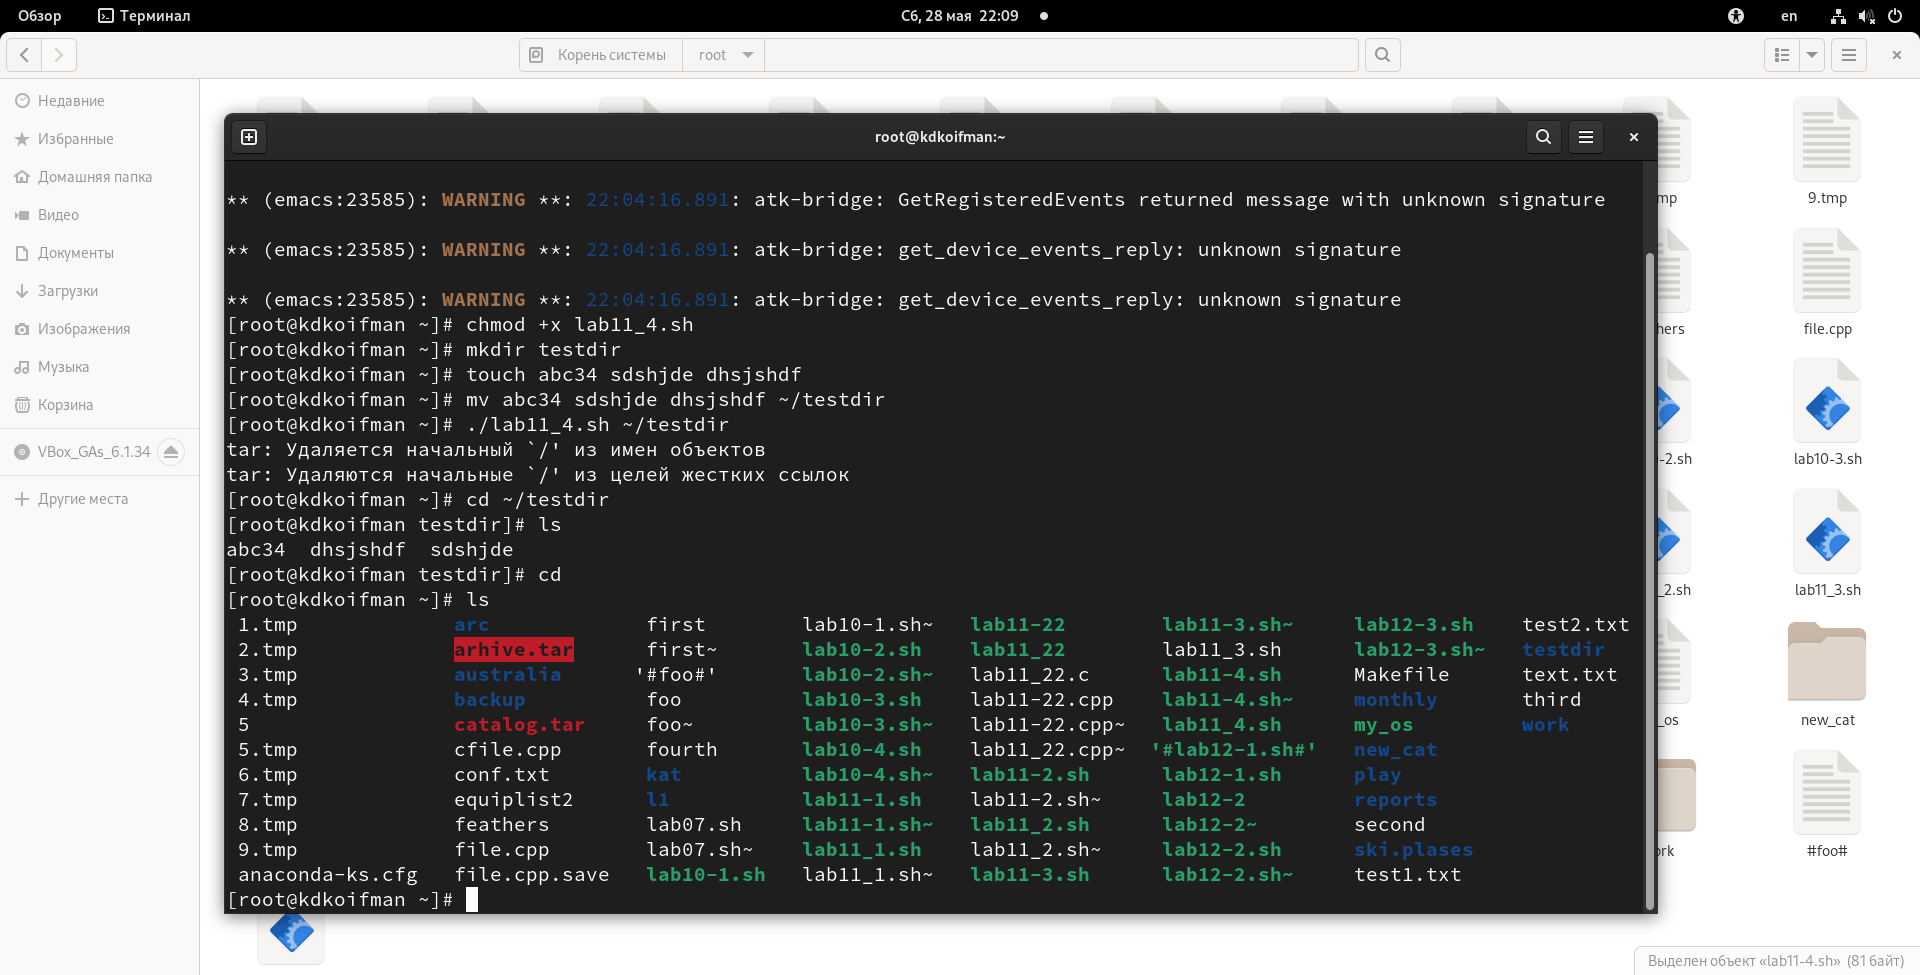 Обзор Терминал Сб, 28 мая 22:09 en
Корень системы root
Недавние
Избранные
Домашняя папка
Видео
Документы
Загрузки
Изображения
Музыка
Корзина
VBox_GAs_6.1.34
Другие места
root@kdkoifman:~
** (emacs:23585): WARNING **: 22:04:16.891: atk-bridge: GetRegisteredEvents returned message with unknown signature
** (emacs:23585): WARNING **: 22:04:16.891: atk-bridge: get_device_events_reply: unknown signature
** (emacs:23585): WARNING **: 22:04:16.891: atk-bridge: get_device_events_reply: unknown signature
[root@kdkoifman ~]# chmod +x lab11_4.sh
[root@kdkoifman ~]# mkdir testdir
[root@kdkoifman ~]# touch abc34 sdshjde dhsjshdf
[root@kdkoifman ~]# mv abc34 sdshjde dhsjshdf ~/testdir
[root@kdkoifman ~]# ./lab11_4.sh ~/testdir
tar: Удаляется начальный `/' из имен объектов
tar: Удаляются начальные `/' из целей жестких ссылок
[root@kdkoifman ~]# cd ~/testdir
[root@kdkoifman testdir]# ls
abc34  dhsjshdf  sdshjde
[root@kdkoifman testdir]# cd
[root@kdkoifman ~]# ls
1.tmp arc first lab10-1.sh~ lab11-22 lab11-3.sh~ lab12-3.sh test2.txt
2.tmp arhive.tar first~ lab10-2.sh lab11_22 lab11_3.sh lab12-3.sh~ testdir
3.tmp australia '#foo#' lab10-2.sh~ lab11_22.c lab11-4.sh Makefile text.txt
4.tmp backup foo lab10-3.sh lab11-22.cpp lab11-4.sh~ monthly third
5 catalog.tar foo~ lab10-3.sh~ lab11-22.cpp~ lab11_4.sh my_os work
5.tmp cfile.cpp fourth lab10-4.sh lab11_22.cpp~ '#lab12-1.sh#' new_cat
6.tmp conf.txt kat lab10-4.sh~ lab11-2.sh lab12-1.sh play
7.tmp equiplist2 l1 lab11-1.sh lab11-2.sh~ lab12-2 reports
8.tmp feathers lab07.sh lab11-1.sh~ lab11_2.sh lab12-2~ second
9.tmp file.cpp lab07.sh~ lab11_1.sh lab11_2.sh~ lab12-2.sh ski.plases
anaconda-ks.cfg file.cpp.save lab10-1.sh lab11_1.sh~ lab11-3.sh lab12-2.sh~ test1.txt
[root@kdkoifman ~]#
mp 9.tmp
hers file.cpp
-2.sh lab10-3.sh
_2.sh lab11_3.sh
_os new_cat
ork #foo#
Выделен объект «lab11-4.sh» (81 байт)